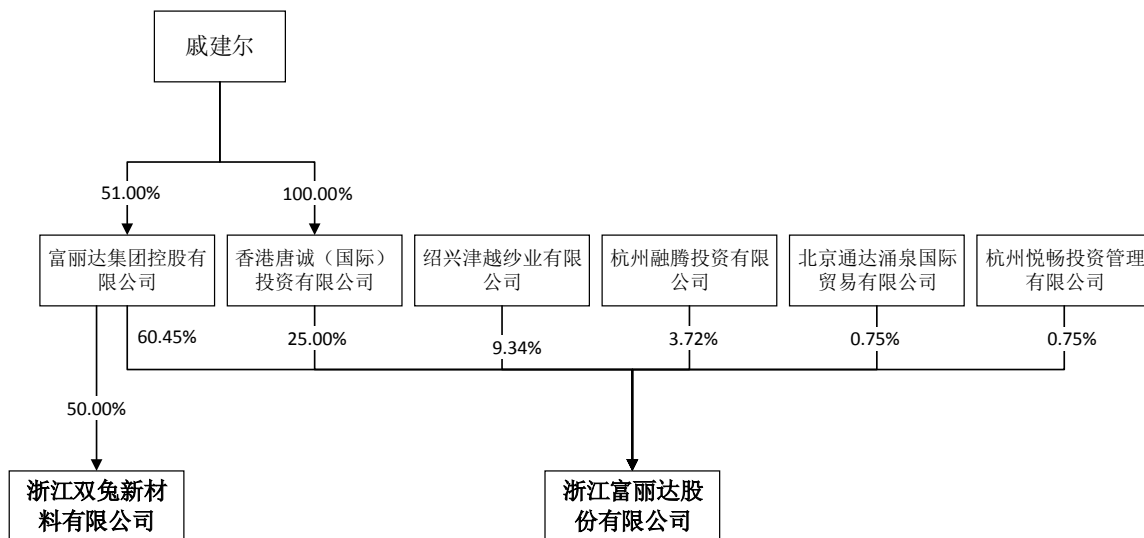 戚建尔
51.00%
100.00%
富丽达集团控股有
限公司
香港唐诚（国际）
投资有限公司
绍兴津越纱业有限
公司
杭州融腾投资有限
公司
北京通达涌泉国际
贸易有限公司
杭州悦畅投资管理
有限公司
60.45%
25.00%
9.34%
3.72%
0.75%
0.75%
50.00%
浙江双兔新材
料有限公司
浙江富丽达股
份有限公司